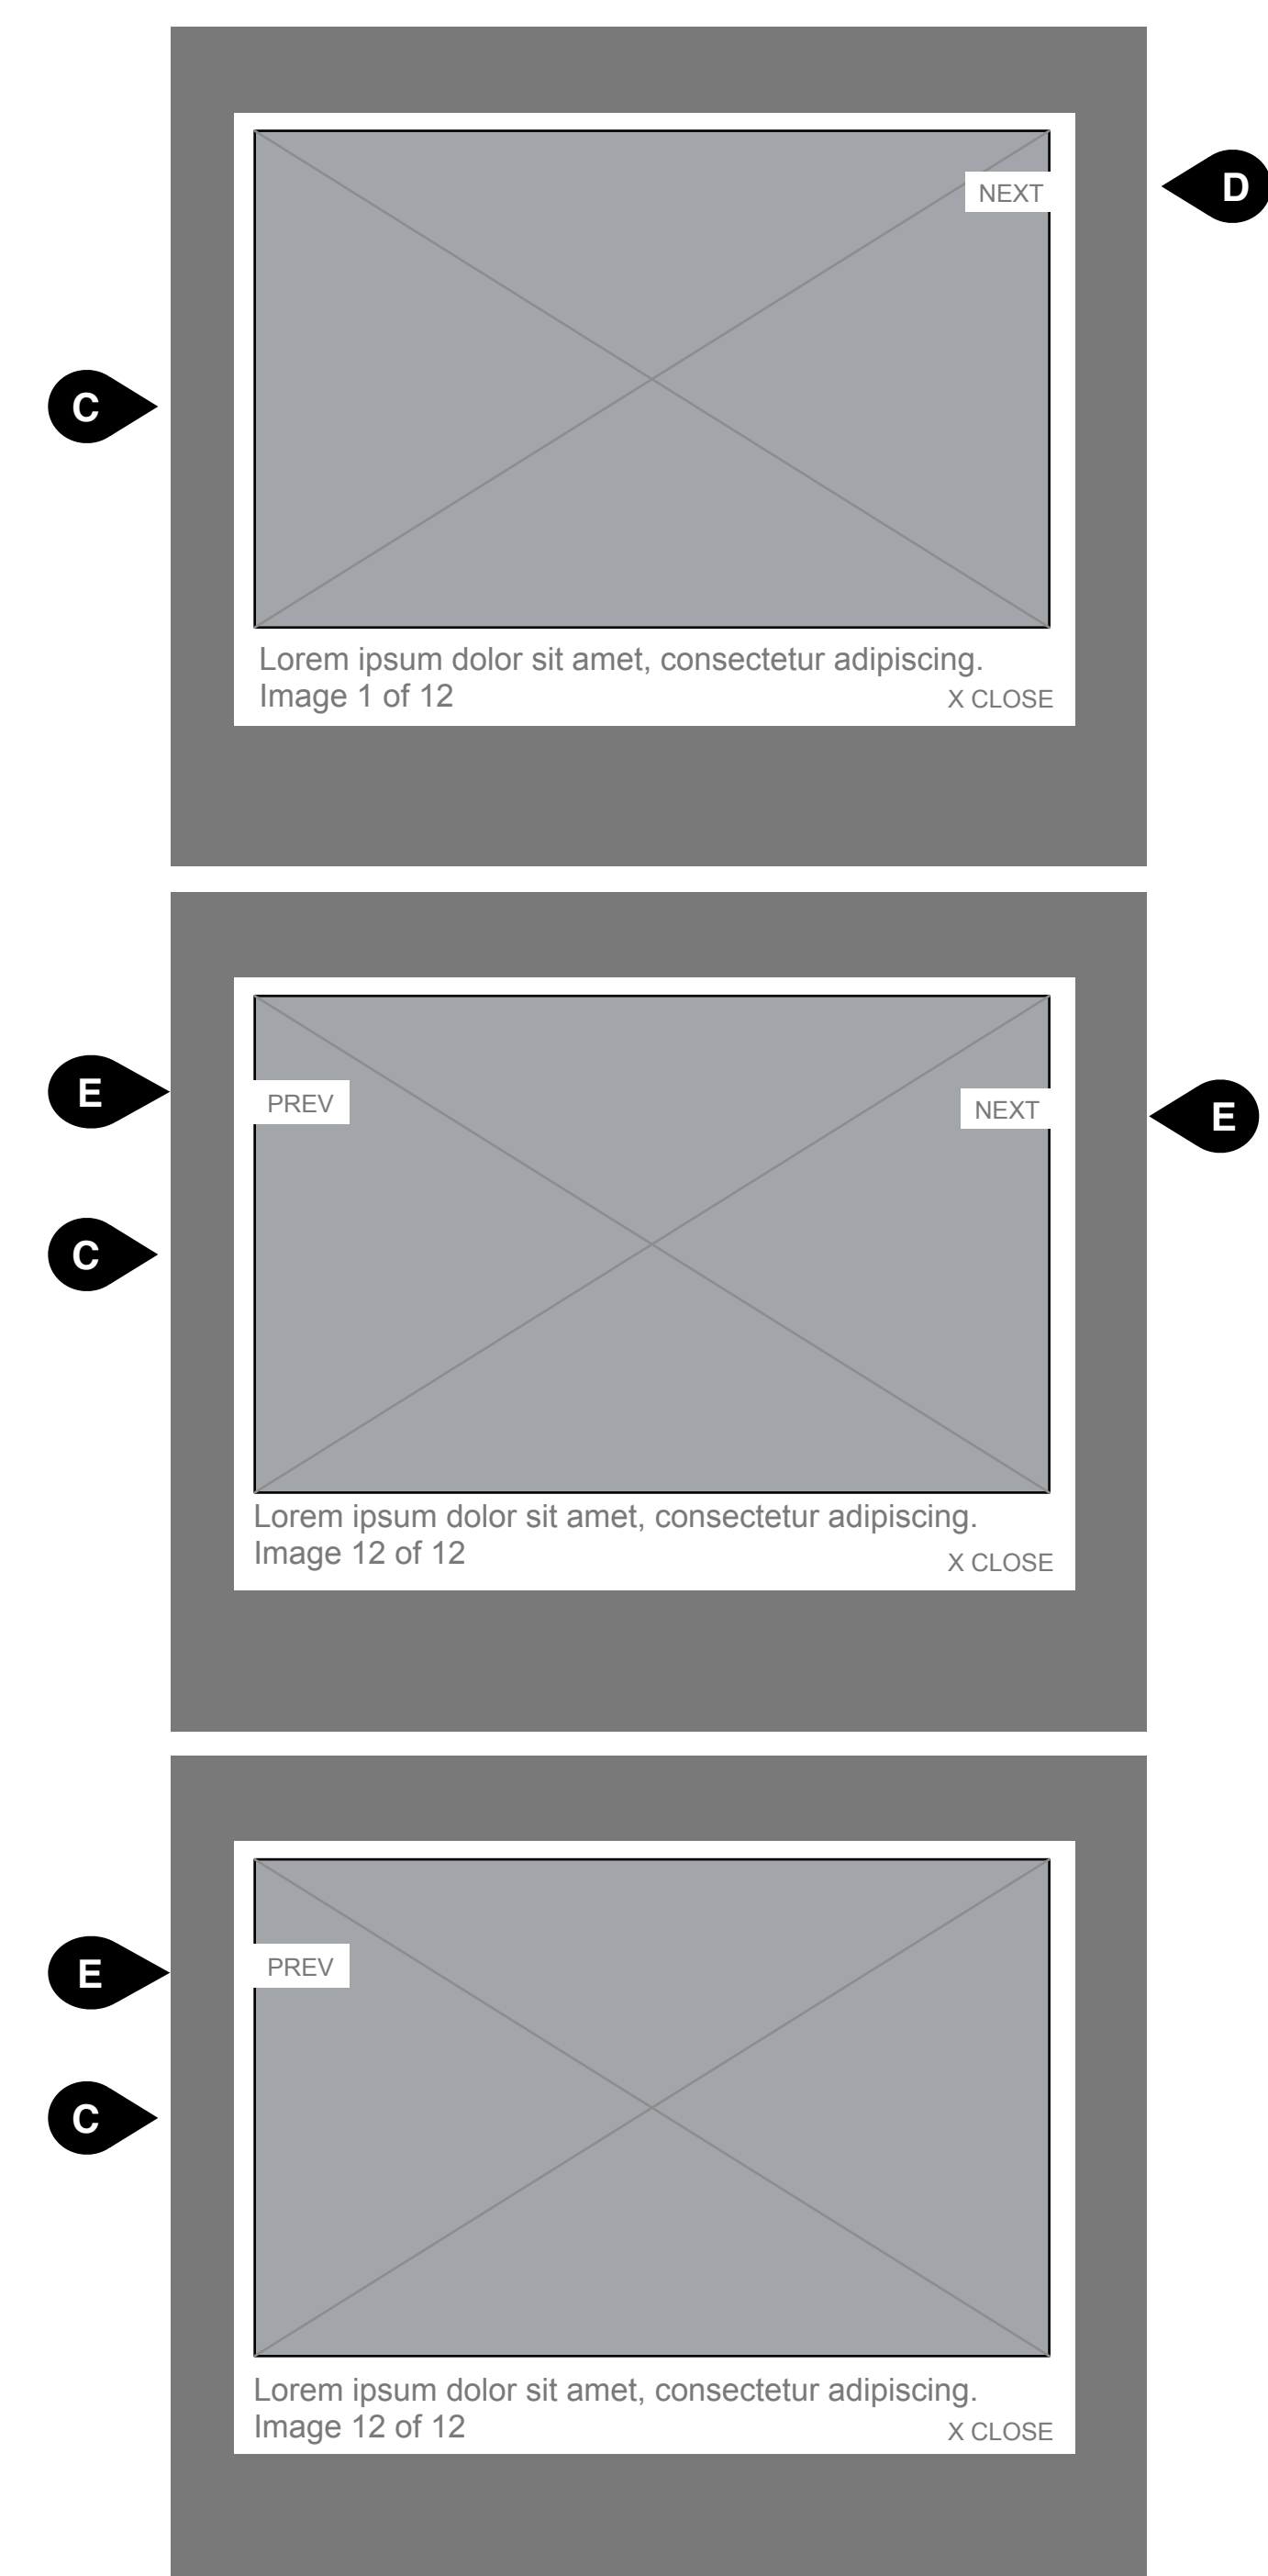 NEXT
D
C
Lorem ipsum dolor sit amet, consectetur adipiscing.
Image 1 of 12
X CLOSE
E
PREV
NEXT
E
C
Lorem ipsum dolor sit amet, consectetur adipiscing.
Image 12 of 12
X CLOSE
E
PREV
C
Lorem ipsum dolor sit amet, consectetur adipiscing.
Image 12 of 12
X CLOSE